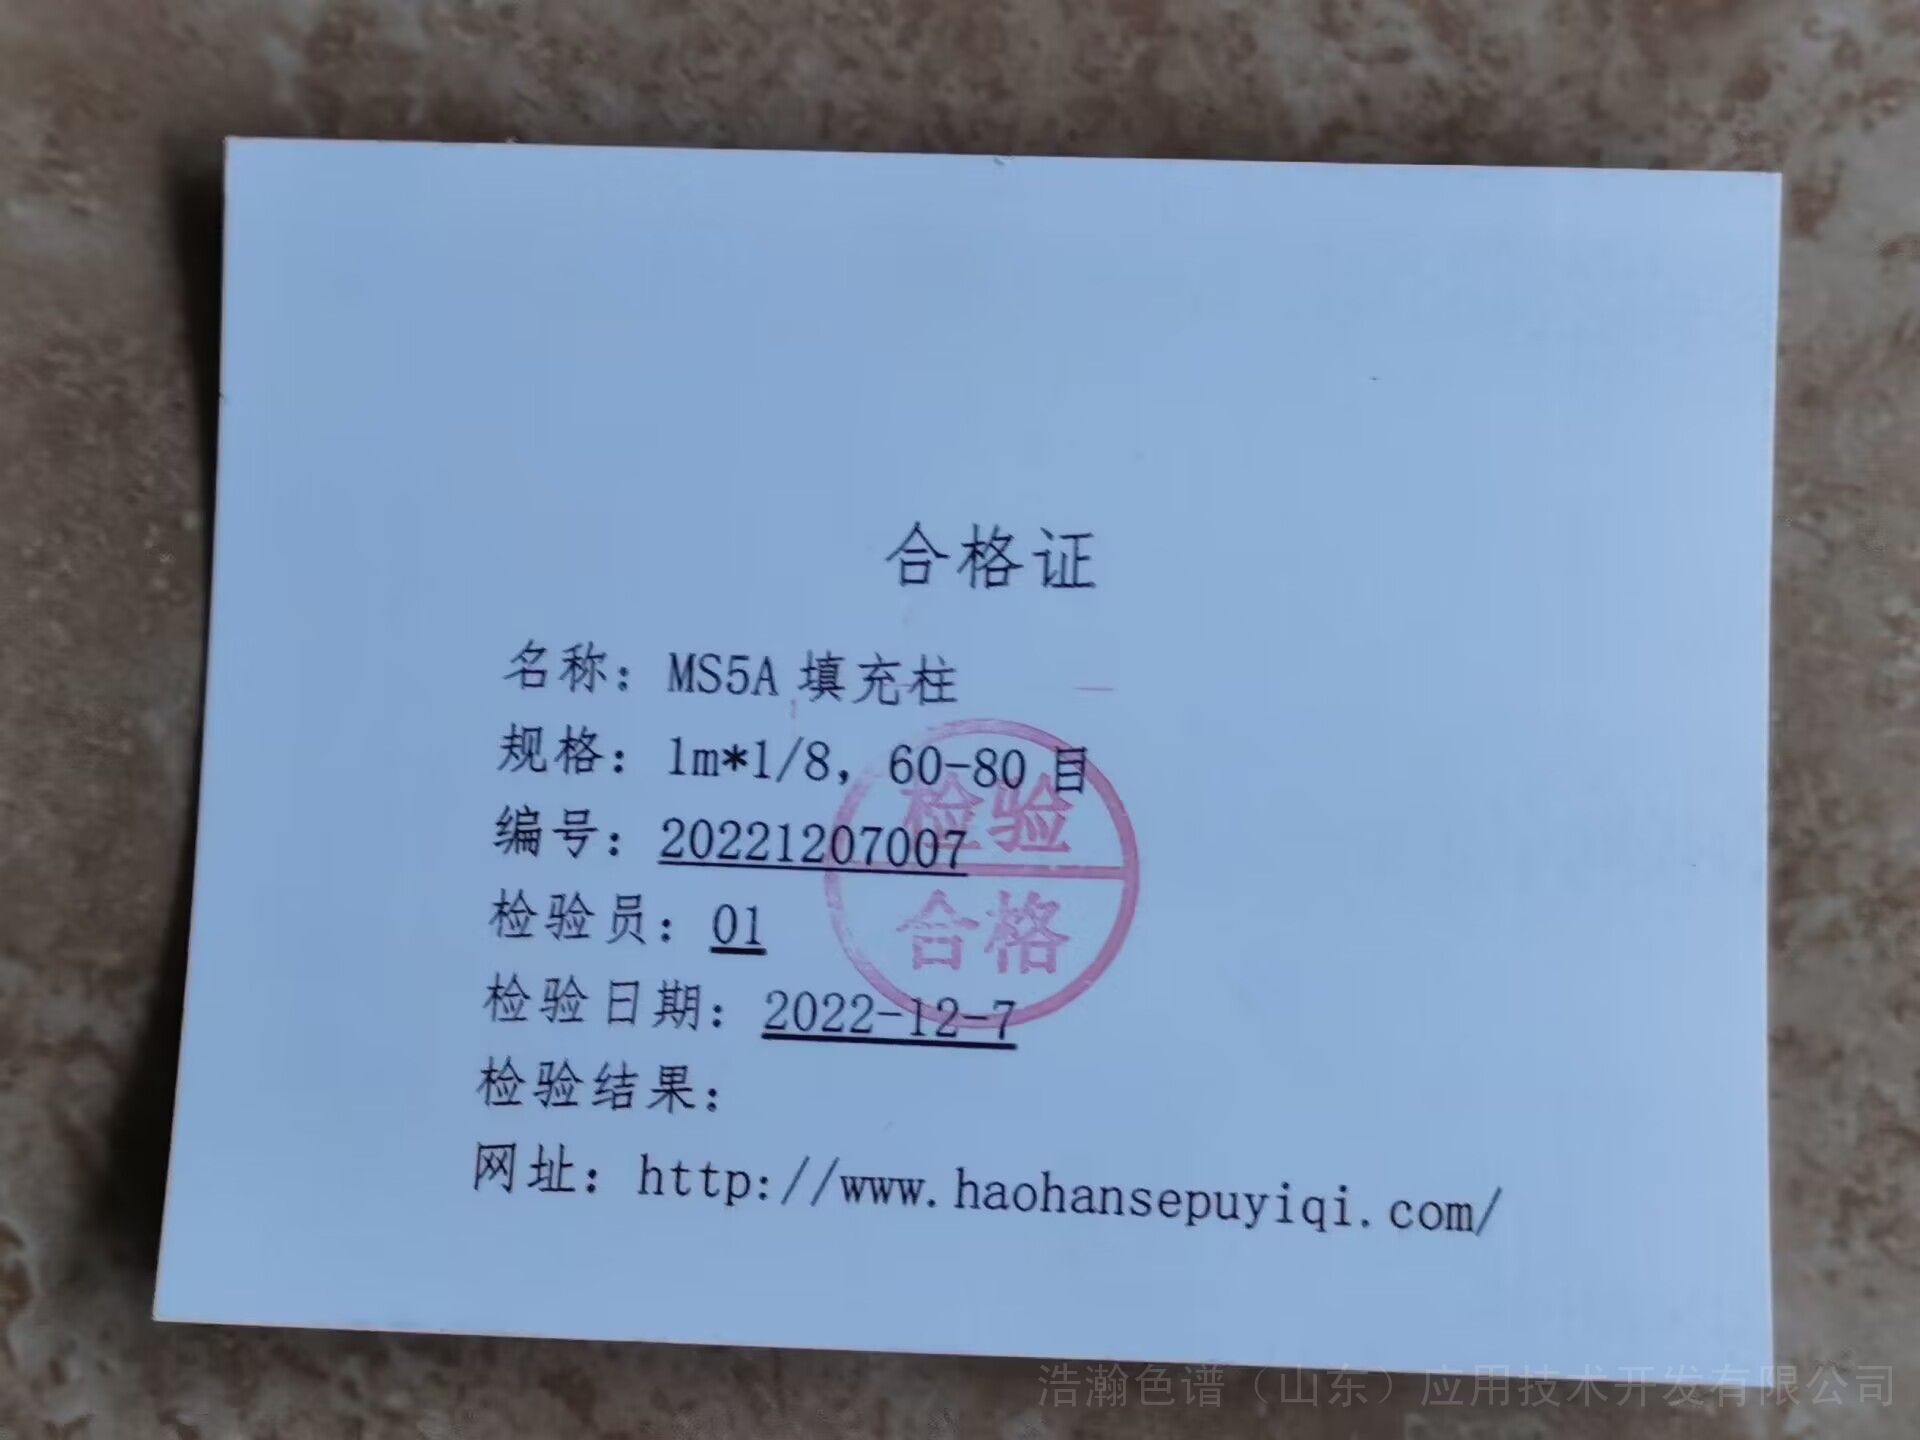 合格证
名称：MS5A 填充柱
规格：1m*1/8，60-80 目
编号：20221207007
检验员：01
检验日期：2022-12-7
检验结果：
网址：http://www.haohansepuyiqi.com/
检验
合格
浩瀚色谱（山东）应用技术开发有限公司